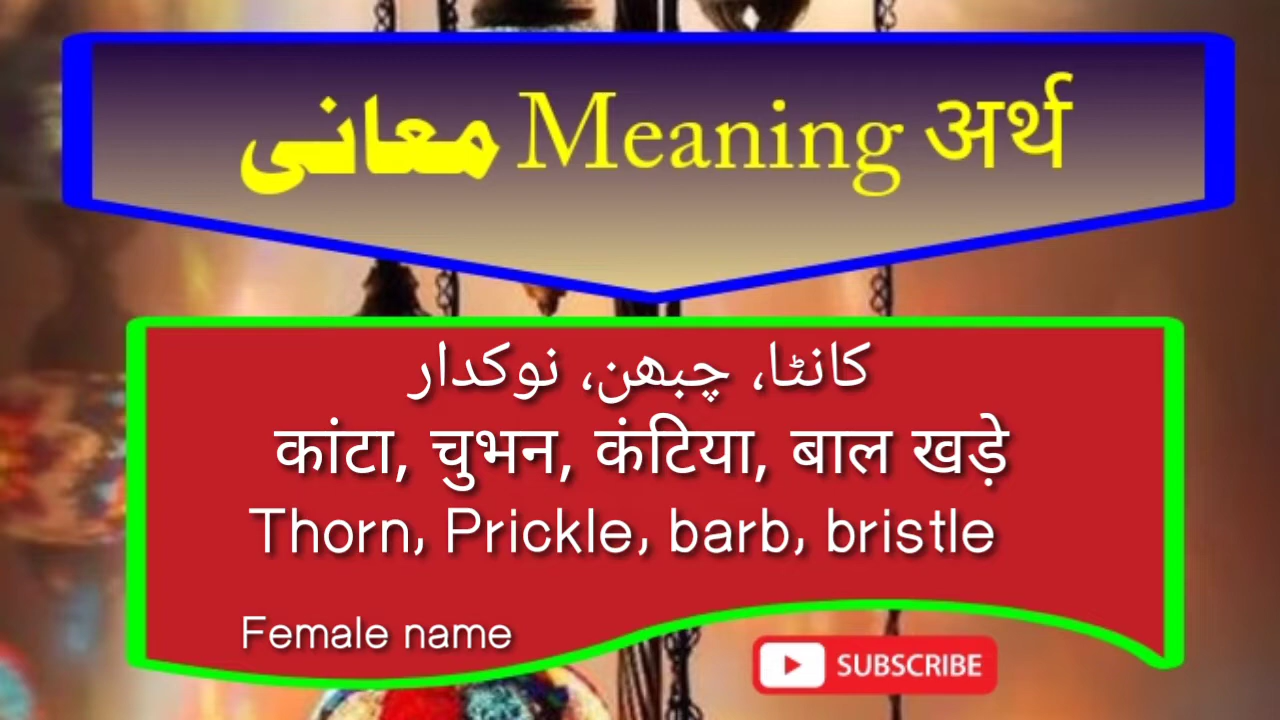 معانی Meaning अर्थ
کانٹا، چبھن، نوکدار
कांटा, चुभन, कंटिया, बाल खड़े
Thorn, Prickle, barb, bristle
Female name
SUBSCRIBE